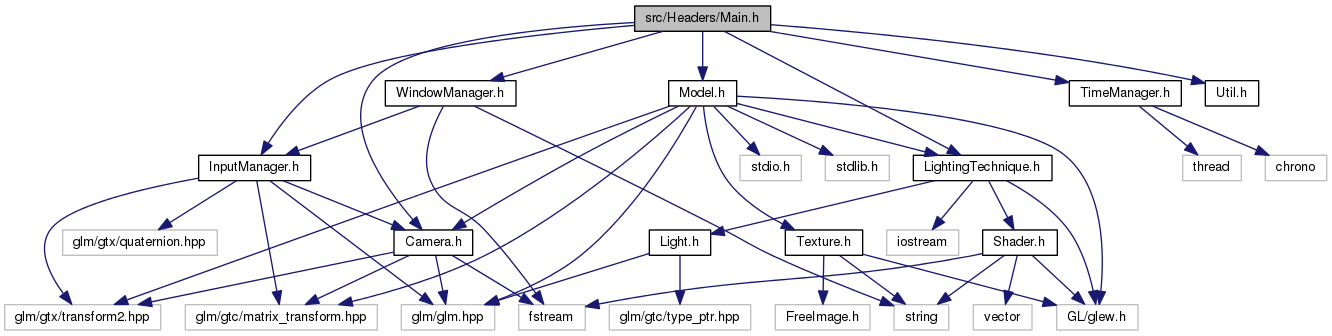 src/Headers/Main.h
WindowManager.h
Model.h
TimeManager.h
Util.h
InputManager.h
stdio.h
stdlib.h
LightingTechnique.h
thread
chrono
glm/gtx/quaternion.hpp
Camera.h
Light.h
Texture.h
iostream
Shader.h
glm/gtx/transform2.hpp
glm/gtc/matrix_transform.hpp
glm/glm.hpp
fstream
glm/gtc/type_ptr.hpp
FreeImage.h
string
vector
GL/glew.h